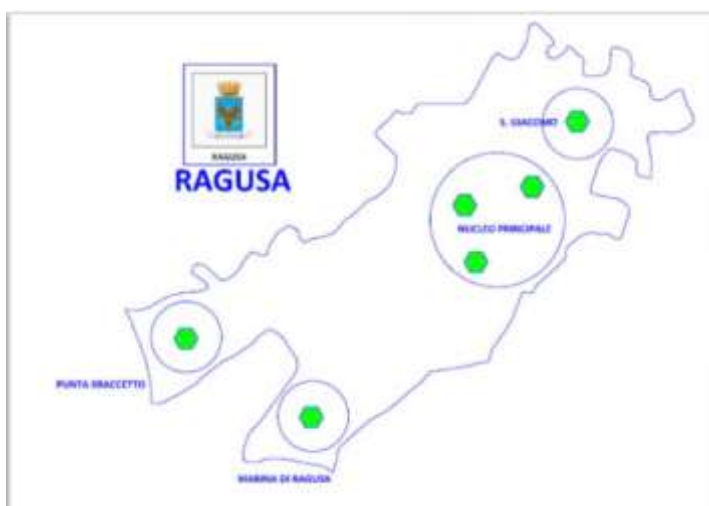 RAGUSA
RAGUSA
S. GIACOMO
NUCLEO PRINCIPALE
PUNTA BRACCETTO
MARINA DI RAGUSA